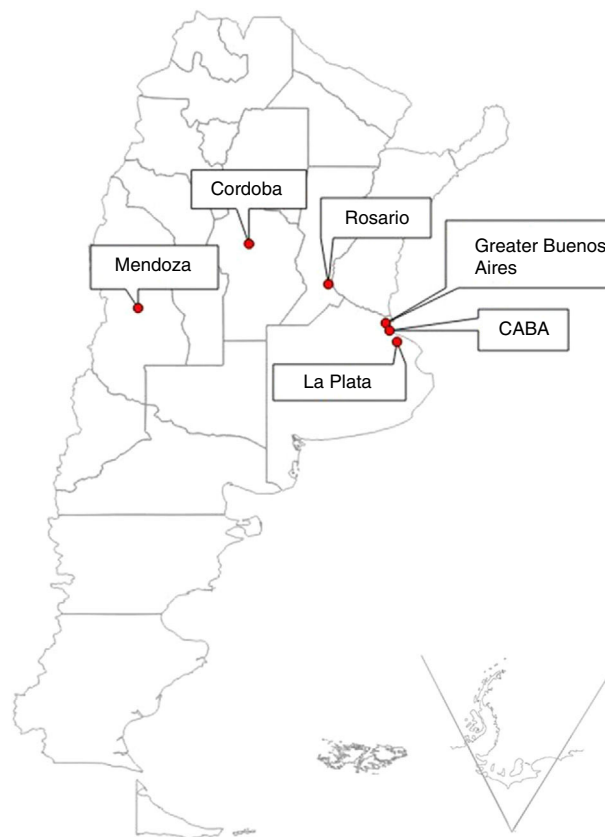 Cordoba
Rosario
Greater Buenos
Aires
Mendoza
CABA
La Plata